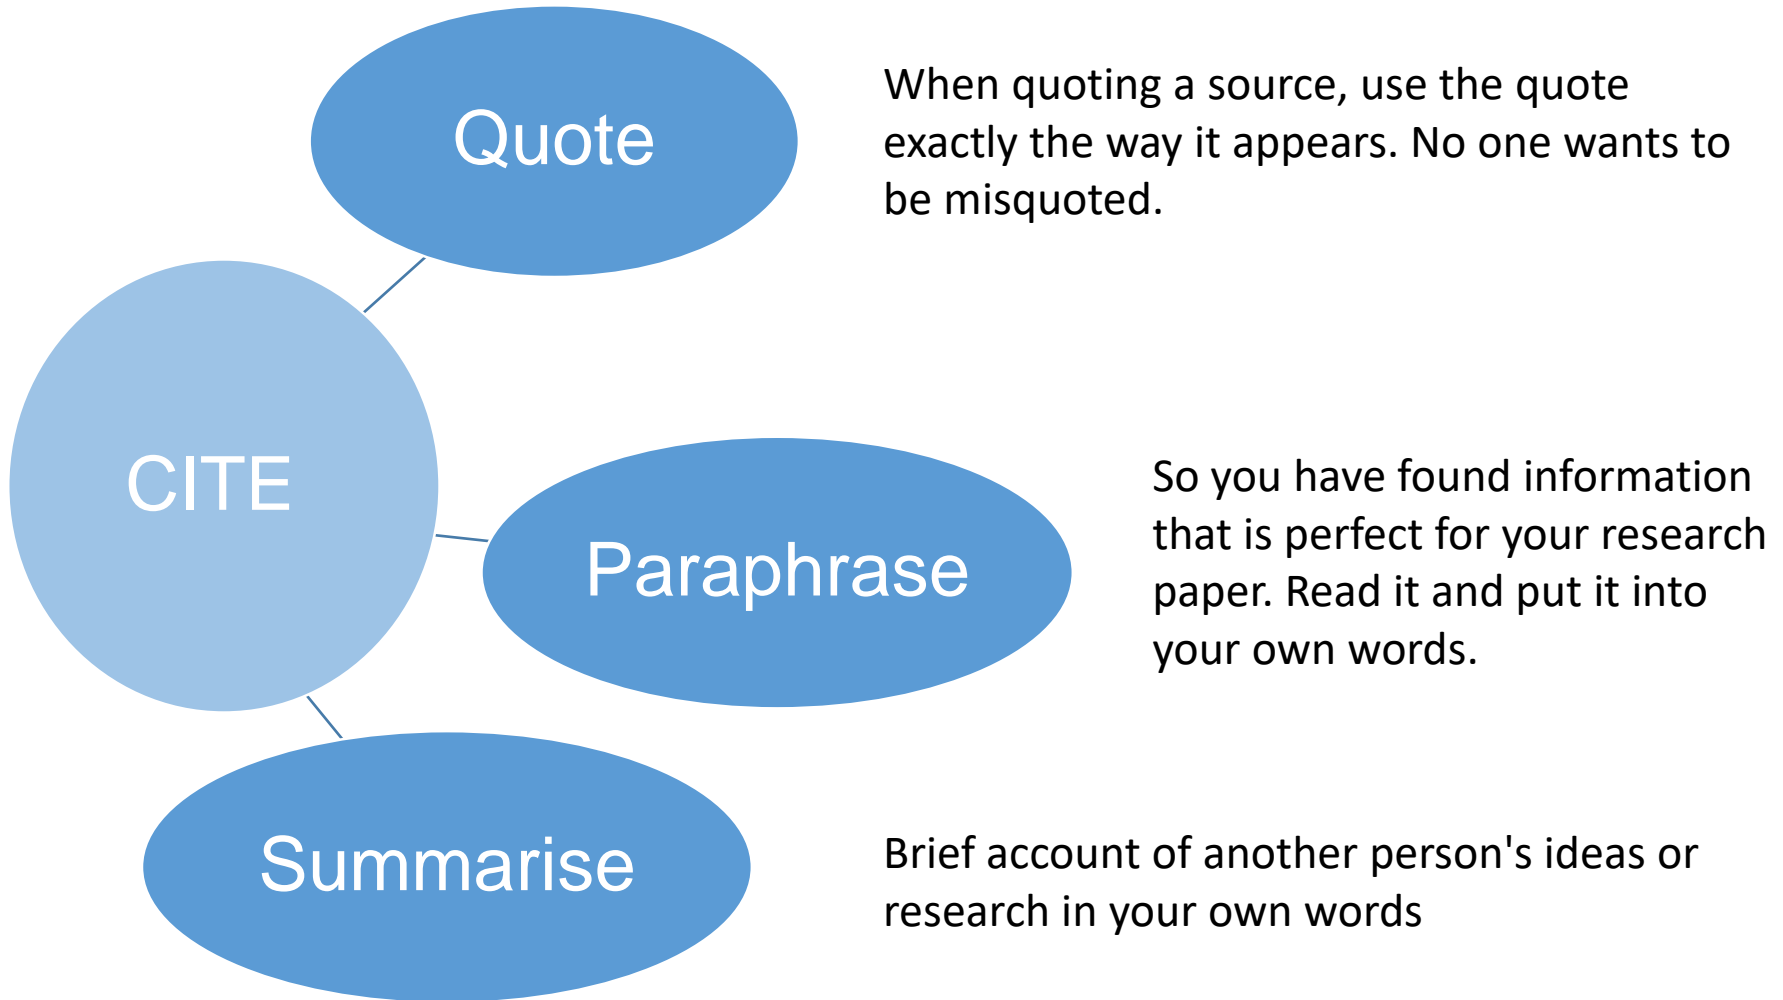 Quote
When quoting a source, use the quote
exactly the way it appears. No one wants to
be misquoted.
CITE
Paraphrase
So you have found information
that is perfect for your research
paper. Read it and put it into
your own words.
Summarise
Brief account of another person's ideas or
research in your own words